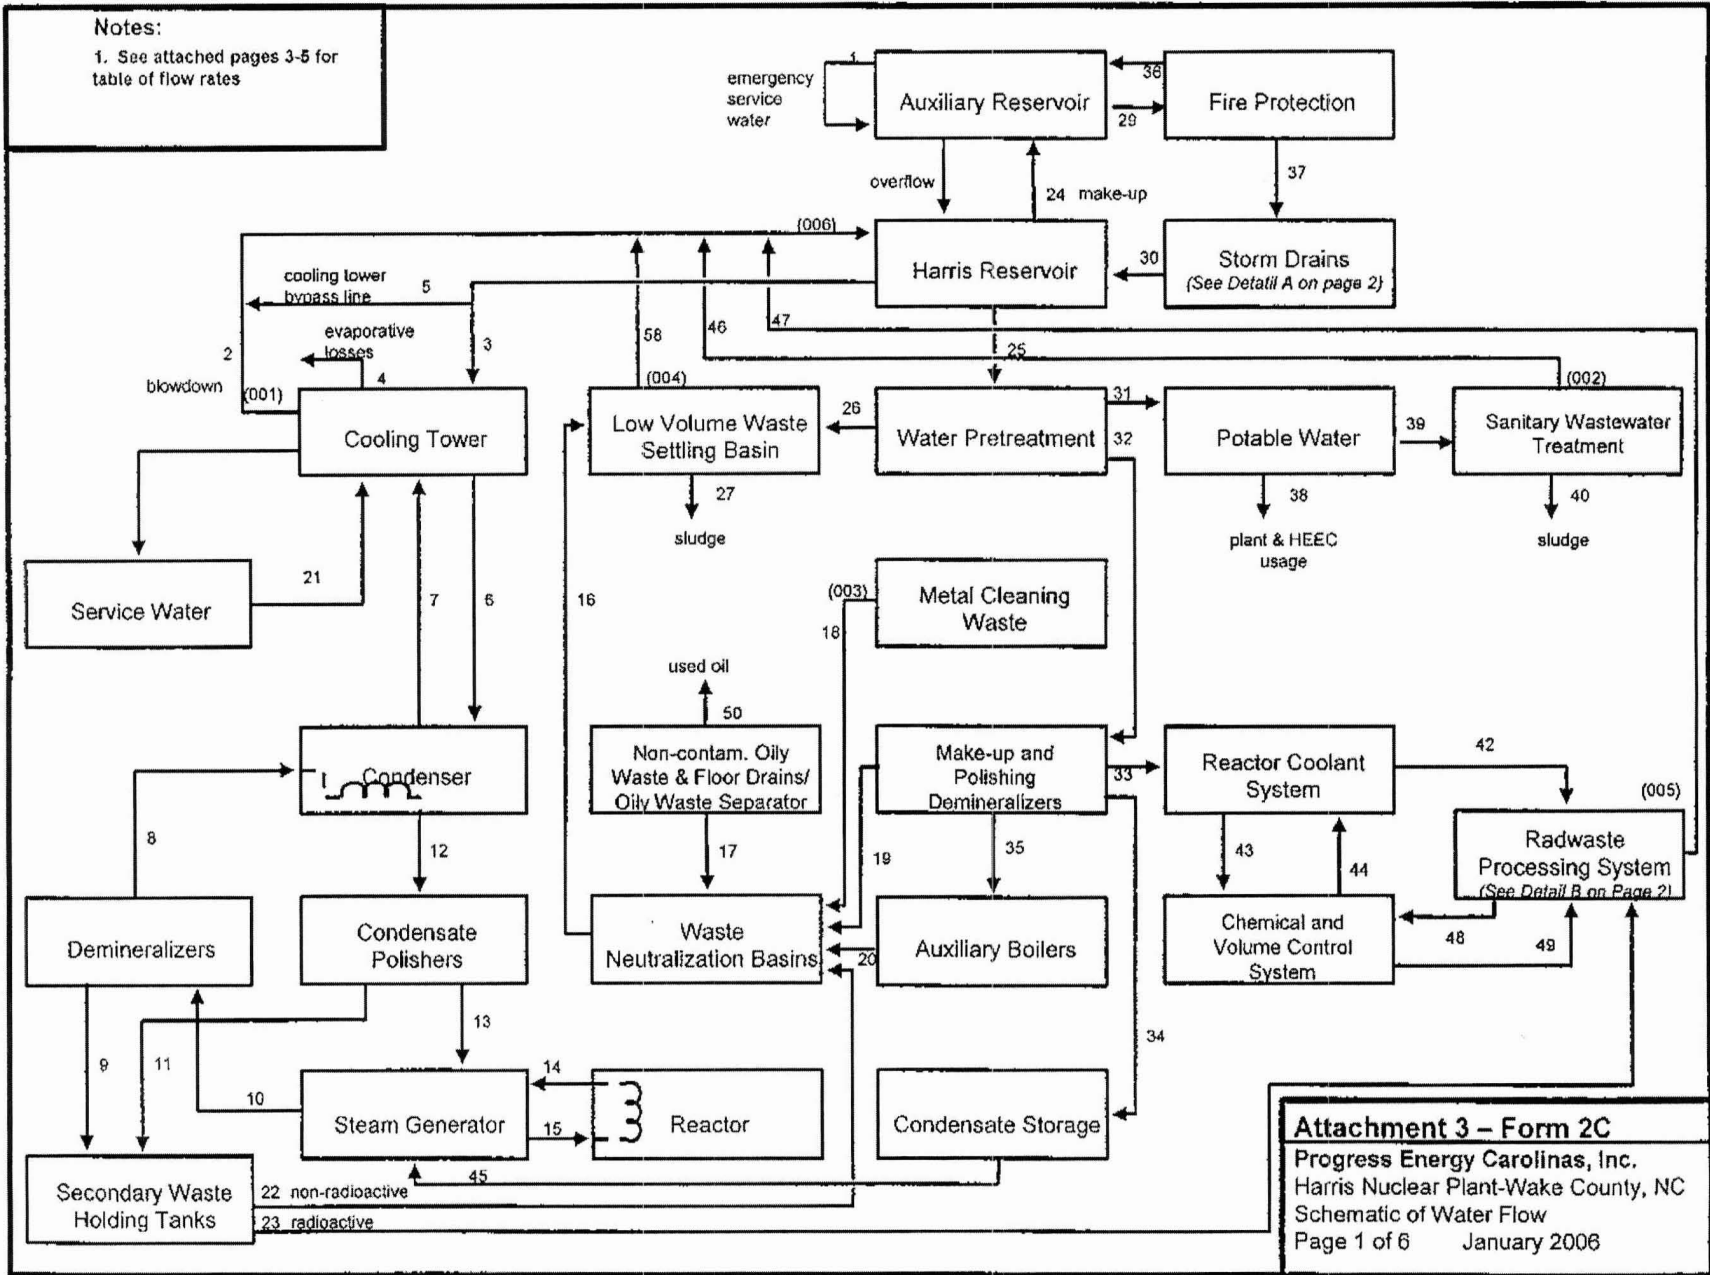 Notes:
1. See attached pages 3-5 for
table of flow rates
1
emergency
service
water
Auxiliary Reservoir
36
29
Fire Protection
overflow
24 make-up
37
(006)
Harris Reservoir
30
Storm Drains
(See Detatil A on page 2)
cooling tower
bypass line
5
evaporative
losses
2
3
4
58
46
47
25
blowdown
(001)
(004)
(002)
Cooling Tower
Low Volume Waste
Settling Basin
26
Water Pretreatment
31
32
Potable Water
39
Sanitary Wastewater
Treatment
27
sludge
38
plant & HEEC
usage
40
sludge
Service Water
21
7
6
16
(003)
18
Metal Cleaning
Waste
used oil
50
Condenser
Non-contam. Oily
Waste & Floor Drains/
Oily Waste Separator
Make-up and
Polishing
Demineralizers
33
Reactor Coolant
System
42
(005)
8
12
17
19
35
43
44
Radwaste
Processing System
(See Detail B on Page 2)
Demineralizers
Condensate
Polishers
Waste
Neutralization Basins
20
Auxiliary Boilers
Chemical and
Volume Control
System
48
49
9
11
13
34
10
14
Steam Generator
15
Reactor
Condensate Storage
45
Secondary Waste
Holding Tanks
22 non-radioactive
23 radioactive
Attachment 3 – Form 2C
Progress Energy Carolinas, Inc.
Harris Nuclear Plant-Wake County, NC
Schematic of Water Flow
Page 1 of 6 January 2006